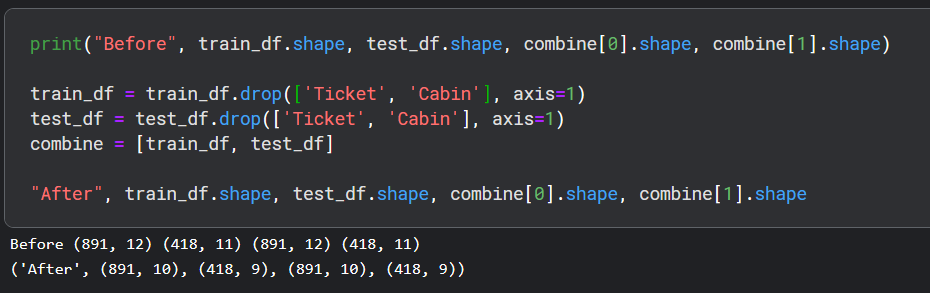 print("Before", train_df.shape, test_df.shape, combine[0].shape, combine[1].shape)
train_df = train_df.drop(['Ticket', 'Cabin'], axis=1)
test_df = test_df.drop(['Ticket', 'Cabin'], axis=1)
combine = [train_df, test_df]
"After", train_df.shape, test_df.shape, combine[0].shape, combine[1].shape
Before (891, 12) (418, 11) (891, 12) (418, 11)
('After', (891, 10), (418, 9), (891, 10), (418, 9))